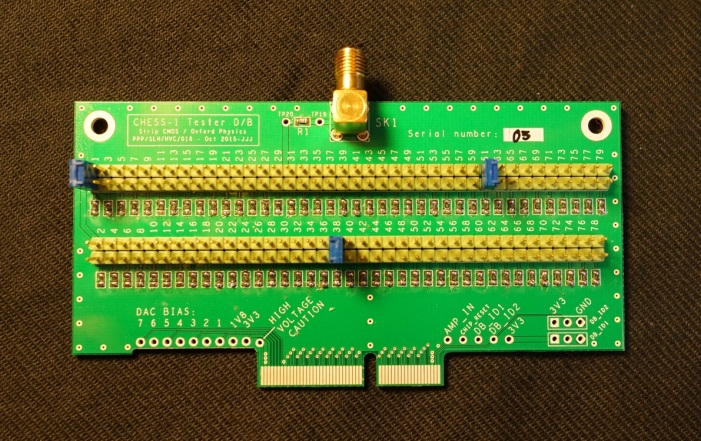 CHESS-1 Tester D/B
Strip CMOS / Oxford Physics
PPP/SLH/HVC/016 - Oct 2015-JJJ
TP20 TP19
R1
SK1
Serial number: 03
1 3 5 7 9 11 13 15 17 19 21 23 25 27 29 31 33 35 37 39 41 43 45 47 49 51 53 55 57 59 61 63 65 67 69 71 73 75 77 79
2 4 6 8 10 12 14 16 18 20 22 24 26 28 30 32 34 36 38 40 42 44 46 48 50 52 54 56 58 60 62 64 66 68 70 72 74 76 78
DAC BIAS:
7 6 5 4 3 2 1 1V8 3V3
HIGH
VOLTAGE
CAUTION
AMP_IN
CHIP_RESET
DB_ID1
DB_ID2
3V3
3V3 GND
DB_ID2
DB_ID1